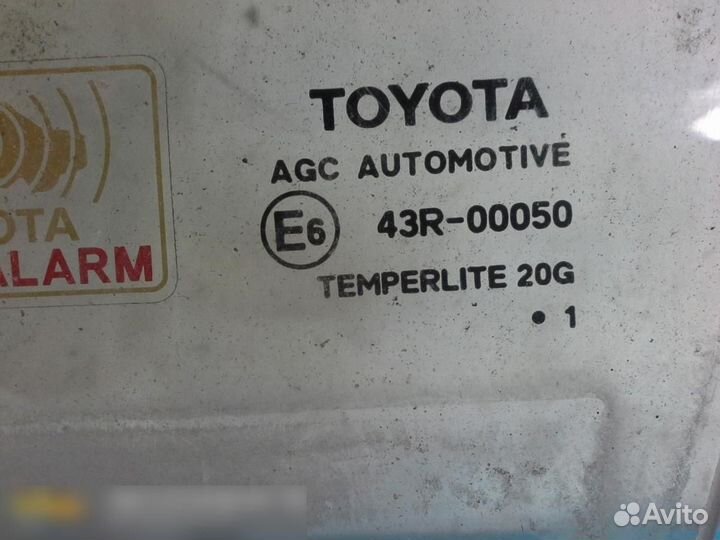 TOYOTA
AGC AUTOMOTIVE
E6 43R-00050
TEMPERLITE 20G
• 1
OTA
ALARM
Avito